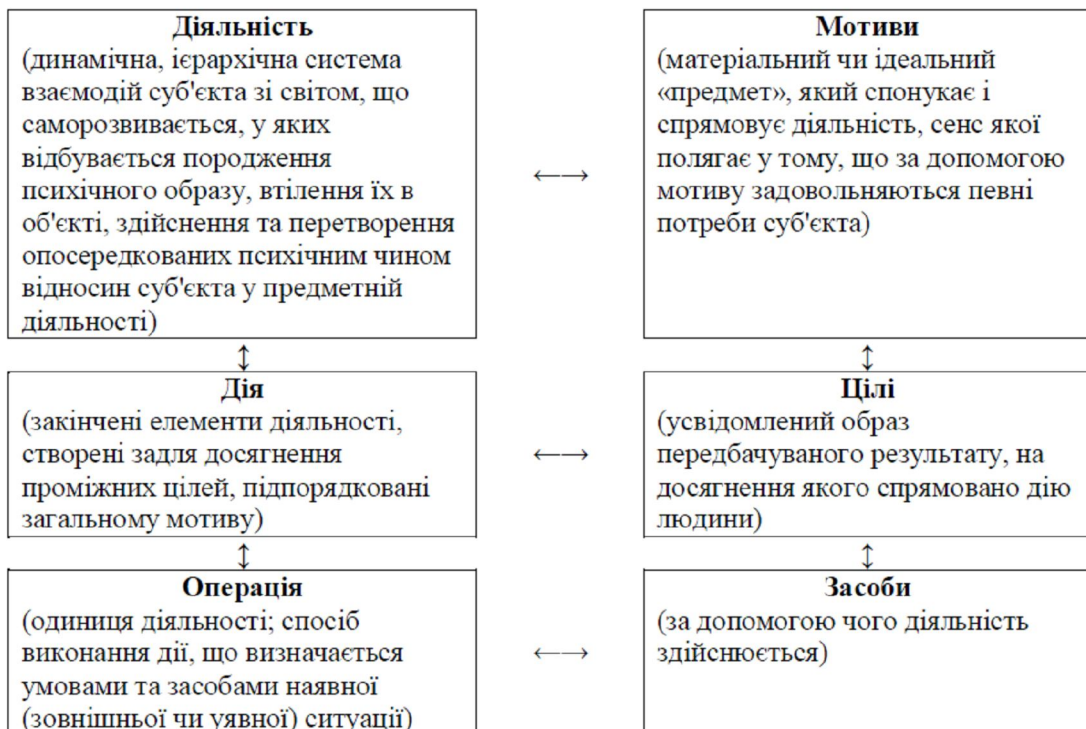 Діяльність
(динамічна, ієрархічна система
взаємодій суб'єкта зі світом, що
саморозвивається, у яких
відбувається породження
психічного образу, втілення їх в
об'єкті, здійснення та перетворення
опосередкованих психічним чином
відносин суб'єкта у предметній
діяльності)
←→
Мотиви
(матеріальний чи ідеальний
«предмет», який спонукає і
спрямовує діяльність, сенс якої
полягає у тому, що за допомогою
мотиву задовольняються певні
потреби суб'єкта)
↕
↕
Дія
(закінчені елементи діяльності,
створені задля досягнення
проміжних цілей, підпорядковані
загальному мотиву)
←→
Цілі
(усвідомлений образ
передбачуваного результату, на
досягнення якого спрямовано дію
людини)
↕
↕
Операція
(одиниця діяльності; спосіб
виконання дії, що визначається
умовами та засобами наявної
(зовнішньої чи уявної) ситуації)
←→
Засоби
(за допомогою чого діяльність
здійснюється)